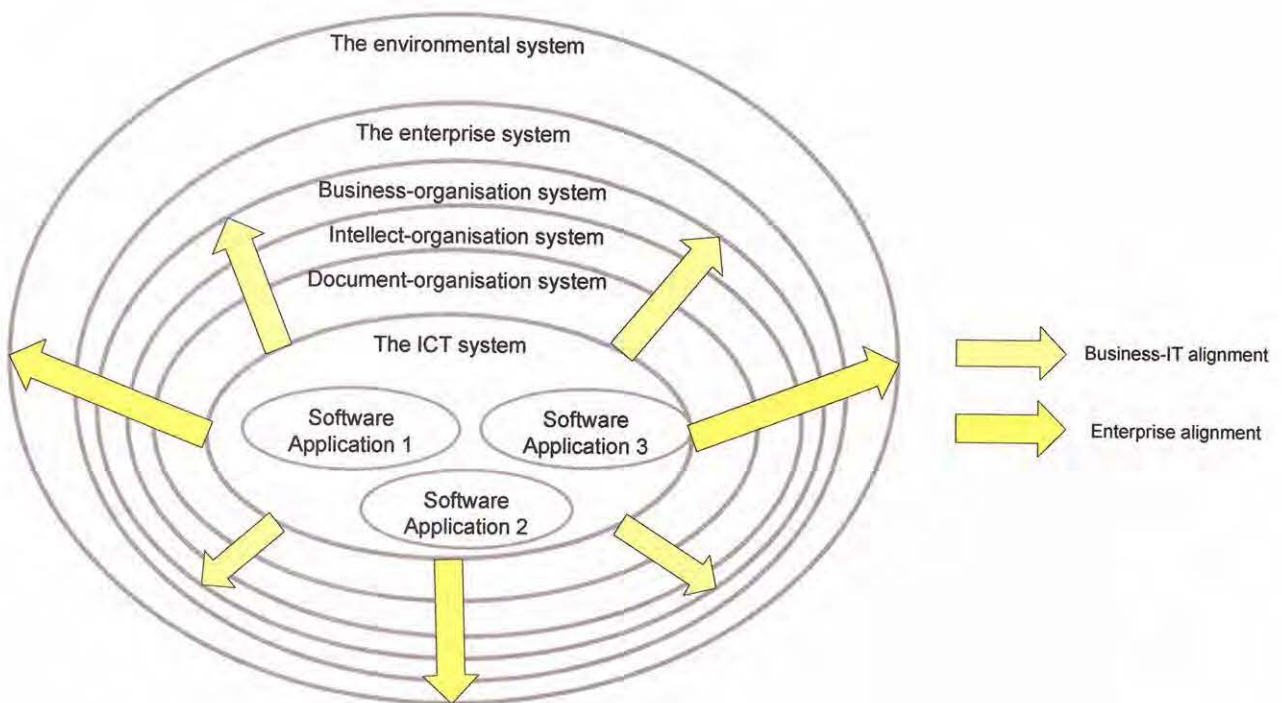 The environmental system
The enterprise system
Business-organisation system
Intellect-organisation system
Document-organisation system
The ICT system
Software
Application 1
Software
Application 3
Software
Application 2
Business-IT alignment
Enterprise alignment